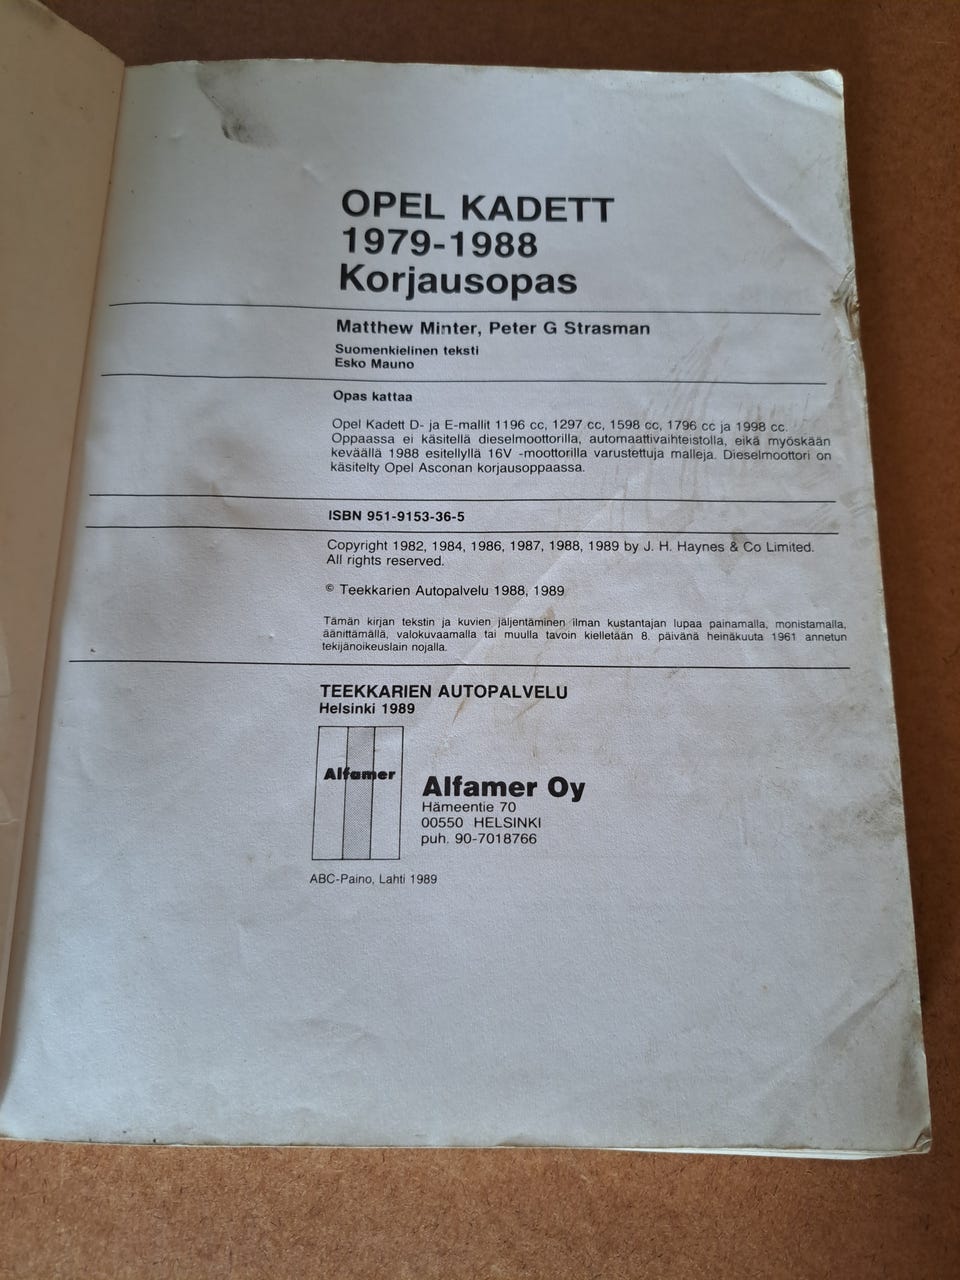 OPEL KADETT
1979-1988
Korjausopas
Matthew Minter, Peter G Strasman
Suomenkielinen teksti
Esko Mauno
Opas kattaa
Opel Kadett D- ja E-mallit 1196 cc, 1297 cc, 1598 cc, 1796 cc ja 1998 cc.
Oppaassa ei käsitellä dieselmoottorilla, automaattivaihteistolla, eikä myöskään
keväällä 1988 esitellyllä 16V -moottorilla varustettuja malleja. Dieselmoottori on
käsitelty Opel Asconan korjausoppaassa.
ISBN 951-9153-36-5
Copyright 1982, 1984, 1986, 1987, 1988, 1989 by J. H. Haynes & Co Limited.
All rights reserved.
© Teekkarien Autopalvelu 1988, 1989
Tämän kirjan tekstin ja kuvien jäljentäminen ilman kustantajan lupaa painamalla, monistamalla,
äänittämällä, valokuvaamalla tai muulla tavoin kielletään 8. päivänä heinäkuuta 1961 annetun
tekijänoikeuslain nojalla.
TEEKKARIEN AUTOPALVELU
Helsinki 1989
Alfamer
Alfamer Oy
Hämeentie 70
00550 HELSINKI
puh. 90-7018766
ABC-Paino, Lahti 1989